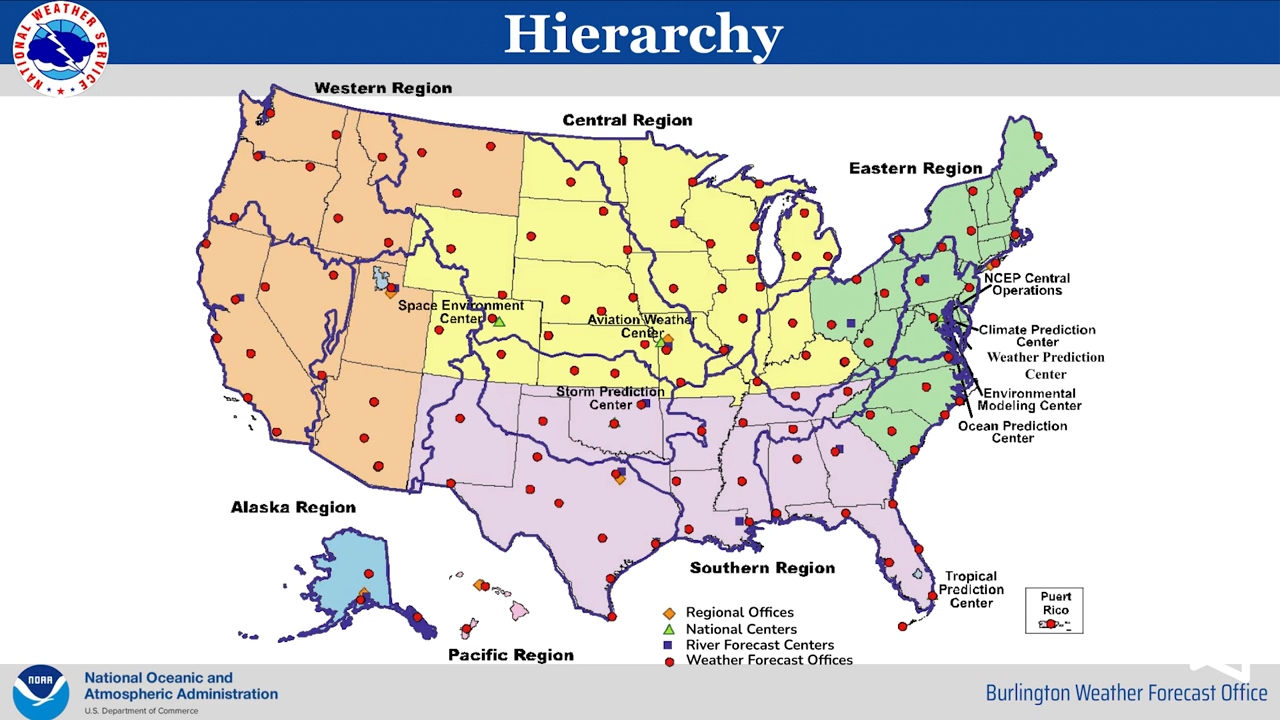 Hierarchy
NATIONAL WEATHER SERVICE
Western Region
Central Region
Eastern Region
NCEP Central
Operations
Space Environment
Center
Aviation Weather
Center
Climate Prediction
Center
Weather Prediction
Center
Storm Prediction
Center
Environmental
Modeling Center
Ocean Prediction
Center
Alaska Region
Southern Region
Tropical
Prediction
Center
Puert
Rico
Regional Offices
National Centers
River Forecast Centers
Weather Forecast Offices
Pacific Region
NOAA
National Oceanic and
Atmospheric Administration
U.S. Department of Commerce
Burlington Weather Forecast Office